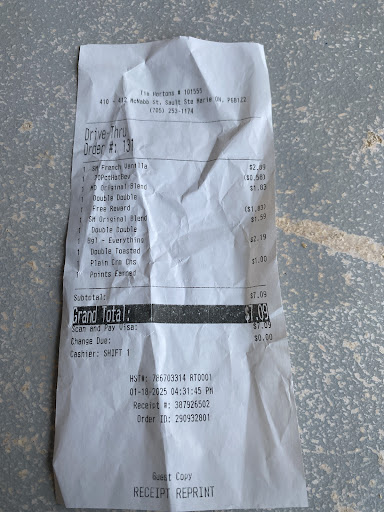 Tim Hortons # 101551
410 - 412 McNabb St, Sault Ste Marie ON, P6B1Z2
(705) 253-1174
Drive-Thru
Order #: 131
1 SM French Vanilla $2.89
1 20PctHotBev ($0.58)
1 MD Original Blend $1.83
1 Double Double
1 Free Reward ($1.83)
1 SM Original Blend $1.59
1 Double Double
1 Bgl - Everything $2.19
1 Double Toasted
1 Plain Crm Chs $1.00
1 Points Earned
Subtotal: $7.09
Grand Total: $7.09
Scan and Pay Visa: $7.09
Change Due: $0.00
Cashier: SHIFT 1
HST#: 786703314 RT0001
01-18-2025 04:31:45 PM
Receipt #: 387926502
Order ID: 290932801
Guest Copy
RECEIPT REPRINT